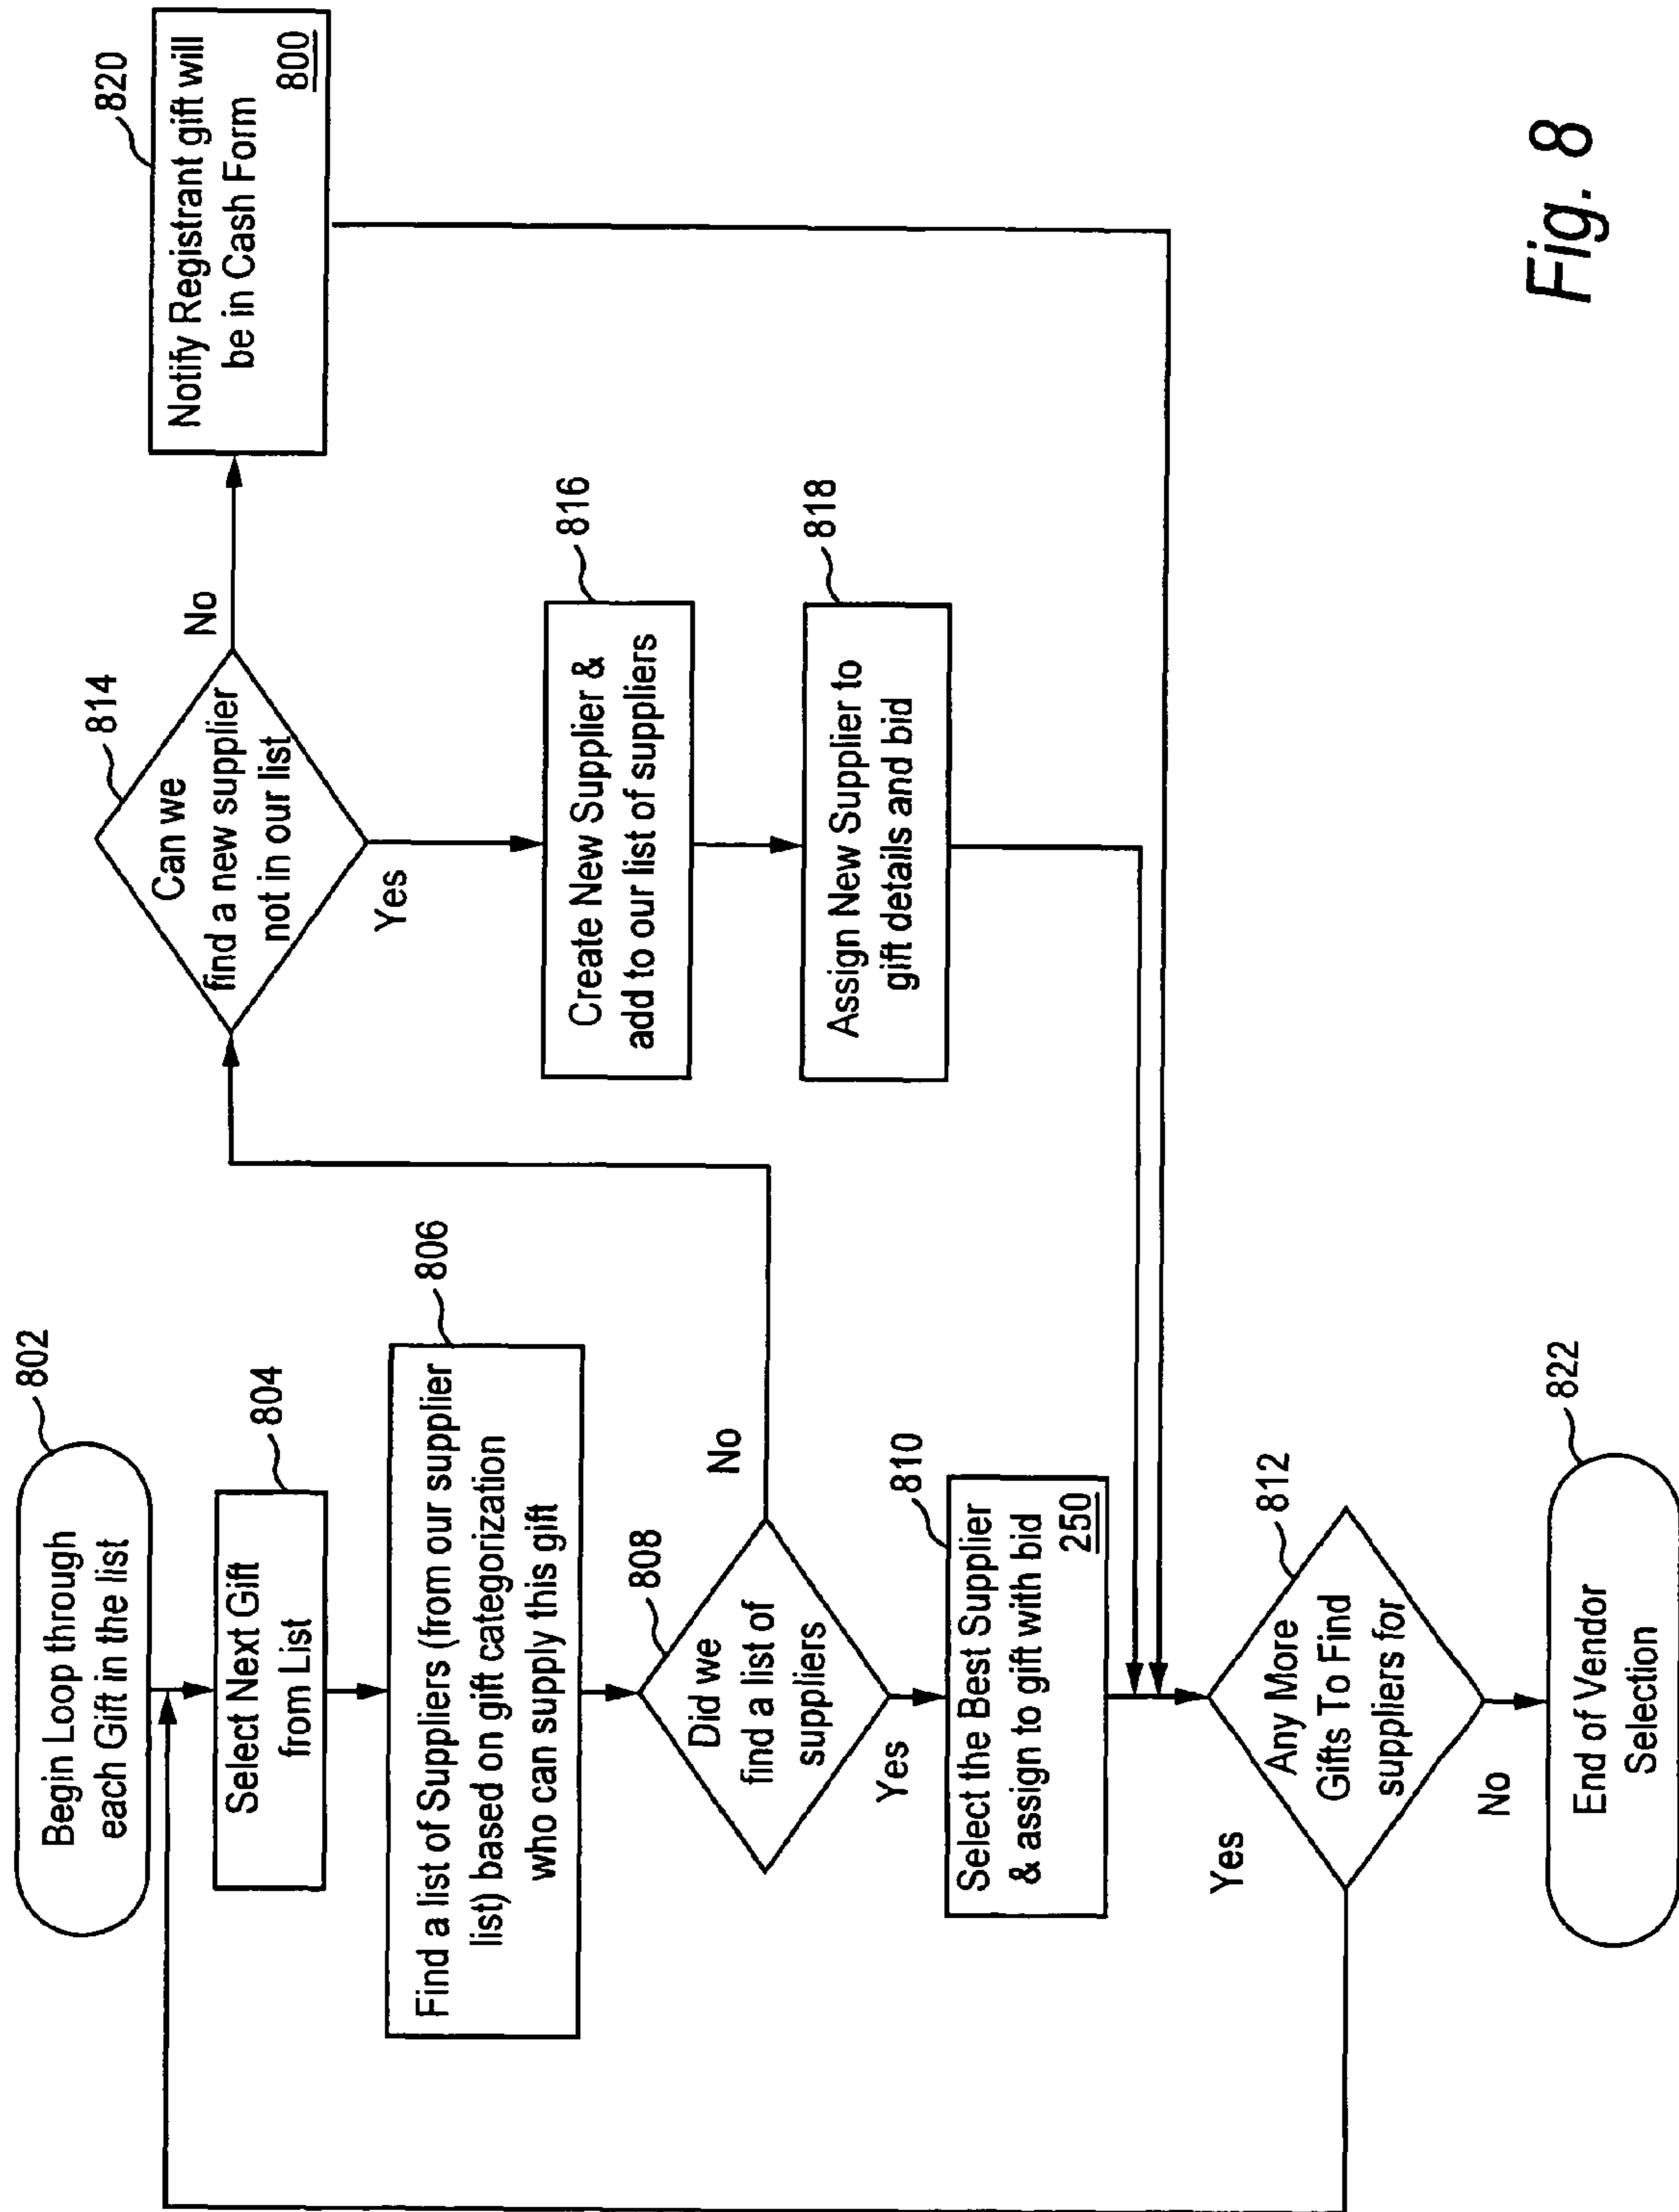 802
Begin Loop through
each Gift in the list
804
Select Next Gift
from List
806
Find a list of Suppliers (from our supplier
list) based on gift categorization
who can supply this gift
808
Did we
find a list of
suppliers
No
Yes
810
Select the Best Supplier
& assign to gift with bid
250
812
Any More
Gifts To Find
suppliers for
Yes
No
822
End of Vendor
Selection
814
Can we
find a new supplier
not in our list
No
Yes
816
Create New Supplier &
add to our list of suppliers
818
Assign New Supplier to
gift details and bid
820
Notify Registrant gift will
be in Cash Form
800
Fig. 8